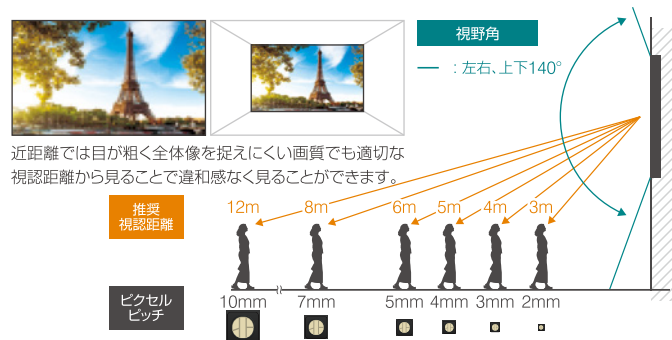 視野角
ー : 左右、上下140°
近距離では目が粗く全体像を捉えにくい画質でも適切な
視認距離から見ることで違和感なく見ることができます。
推奨
視認距離
12m 8m 6m 5m 4m 3m
ピクセル
ピッチ
10mm 7mm 5mm 4mm 3mm 2mm